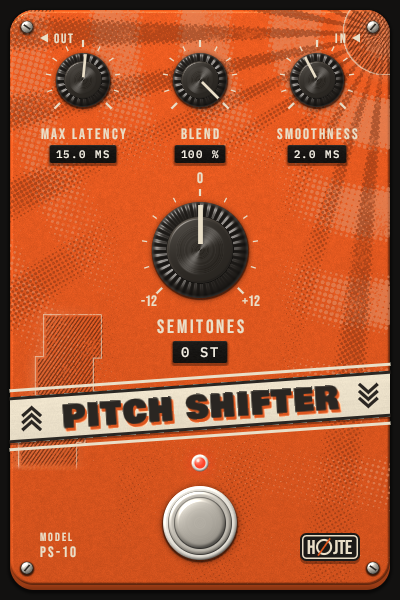 ◀ OUT
IN ◀
MAX LATENCY
BLEND
SMOOTHNESS
15.0 MS
100 %
2.0 MS
0
-12
+12
SEMITONES
0 ST
PITCH SHIFTER
MODEL
PS-10
HØJTE